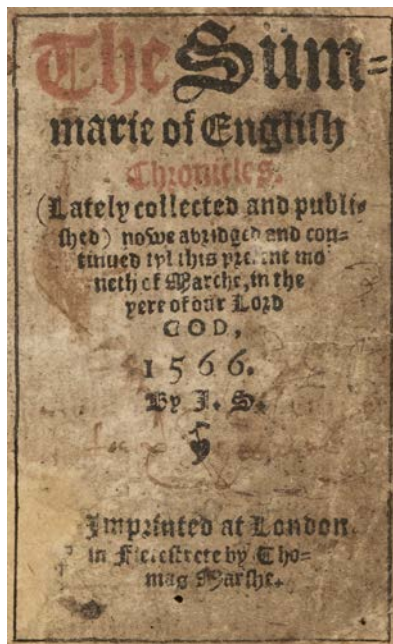 The Sum=
marie of English
Chronicles.
(Lately collected and publi=
shed) nowe abridged and con=
tinued tyl this present mo
neth of Marche, in the
yere of our Lord
GOD,
1566.
By J. S.
Imprinted at London
in Fletestrete by Tho=
mas Marshe.